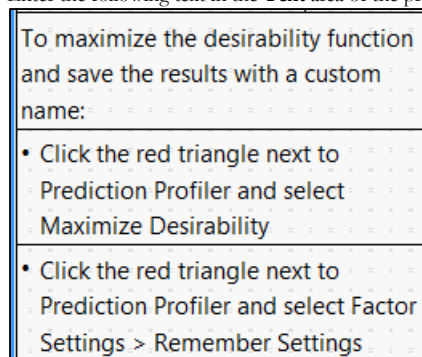 To maximize the desirability function
and save the results with a custom
name:
• Click the red triangle next to
Prediction Profiler and select
Maximize Desirability
• Click the red triangle next to
Prediction Profiler and select Factor
Settings > Remember Settings